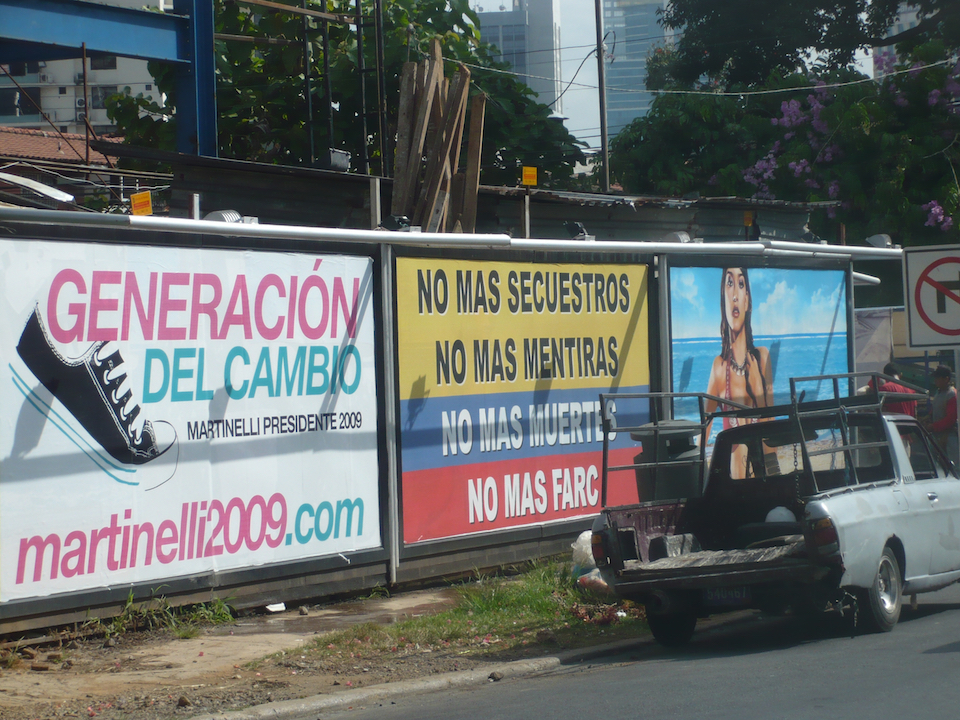 GENERACIÓN
DEL CAMBIO
MARTINELLI PRESIDENTE 2009
martinelli2009.com
NO MAS SECUESTROS
NO MAS MENTIRAS
NO MAS MUERTES
NO MAS FARC